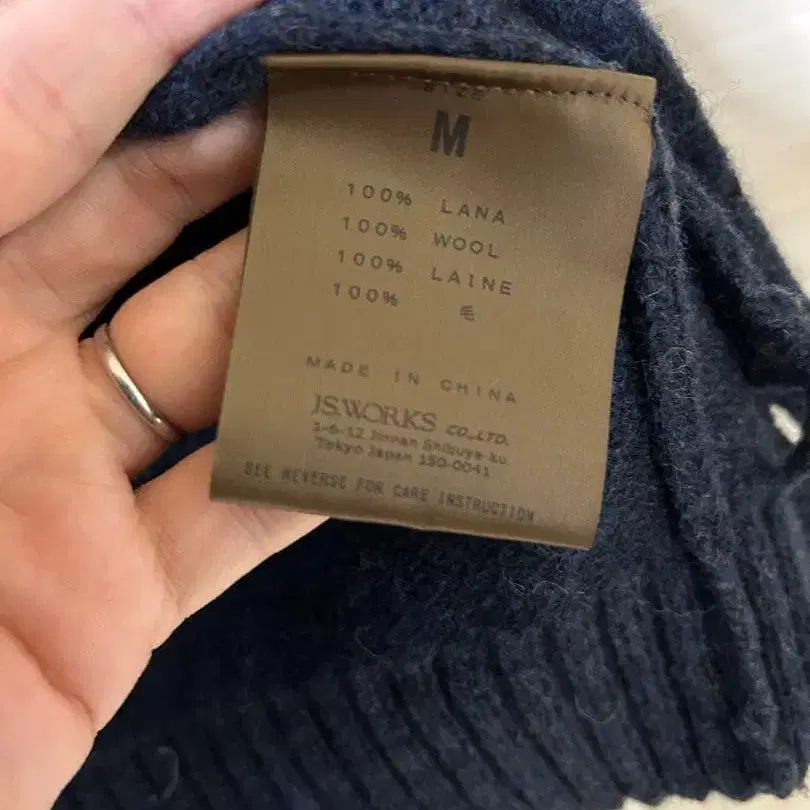 SIZE
M
100% LANA
100% WOOL
100% LAINE
100% 毛
MADE IN CHINA
JS.WORKS CO.,LTD.
1-6-12 Jinnan Shibuya-ku
Tokyo Japan 150-0041
SEE REVERSE FOR CARE INSTRUCTION